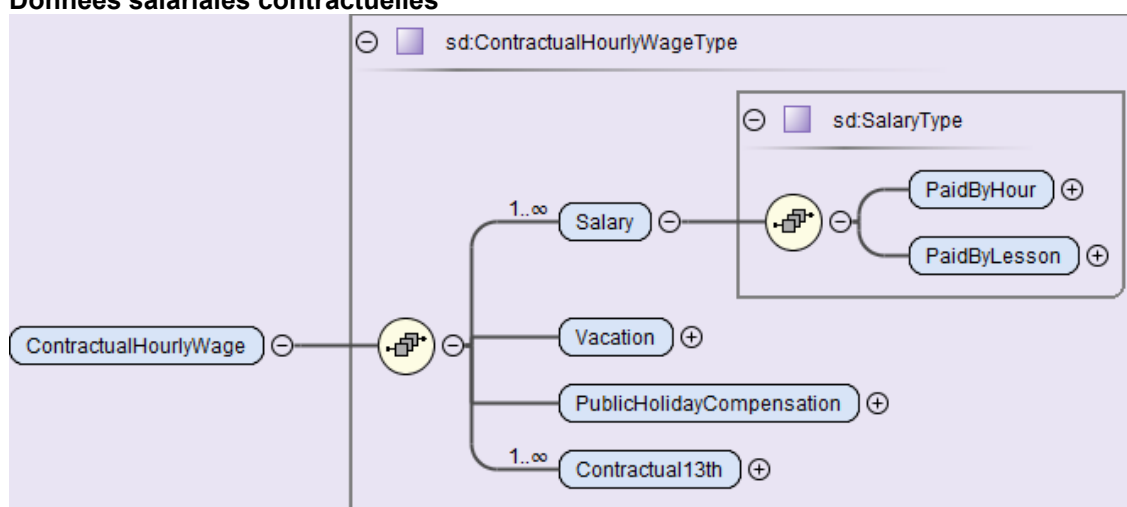 Données salariales contractuelles
sd:ContractualHourlyWageType
sd:SalaryType
PaidByHour
1..∞
Salary
PaidByLesson
Vacation
ContractualHourlyWage
PublicHolidayCompensation
1..∞
Contractual13th